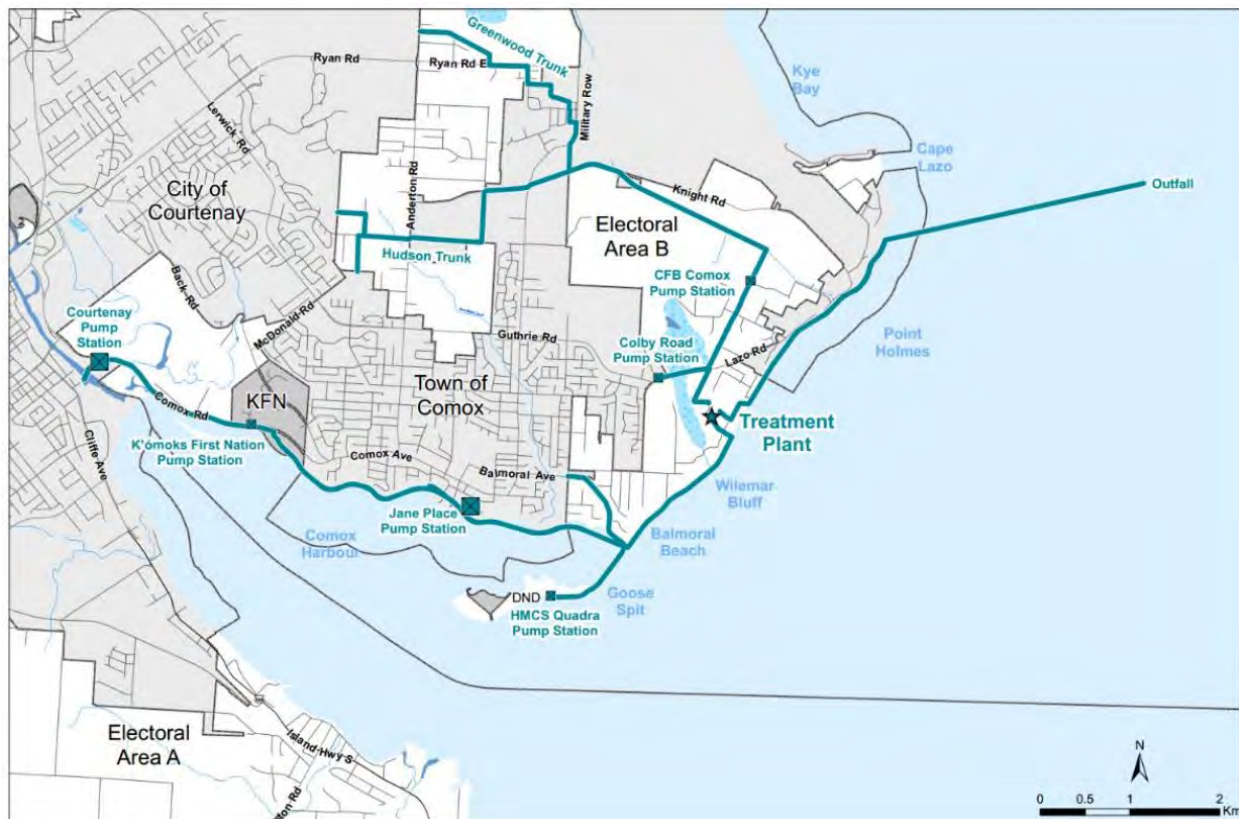 Greenwood Trunk
Ryan Rd
Ryan Rd E
Kye
Bay
Military Row
Lerwick Rd
Cape
Lazo
Outfall
City of
Courtenay
Anderton Rd
Knight Rd
Electoral
Area B
Hudson Trunk
Back Rd
CFB Comox
Pump Station
Courtenay
Pump
Station
McDonald Rd
Guthrie Rd
Point
Holmes
Colby Road
Pump Station
Lazo Rd
Town of
Comox
KFN
Comox Rd
Treatment
Plant
Cliffe Ave
K'ómoks First Nation
Pump Station
Comox Ave
Balmoral Ave
Wilemar
Bluff
Jane Place
Pump Station
Comox
Harbour
Balmoral
Beach
DND
Goose
Spit
HMCS Quadra
Pump Station
Electoral
Area A
Island Hwy S
ton Rd
N
0 0.5 1 2
Km